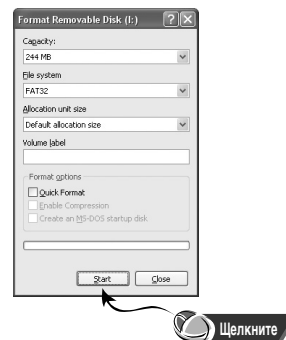 Format Removable Disk (I:)
Capacity:
244 MB
File system
FAT32
Allocation unit size
Default allocation size
Volume label
Format options
Quick Format
Enable Compression
Create an MS-DOS startup disk
Start Close
Щелкните